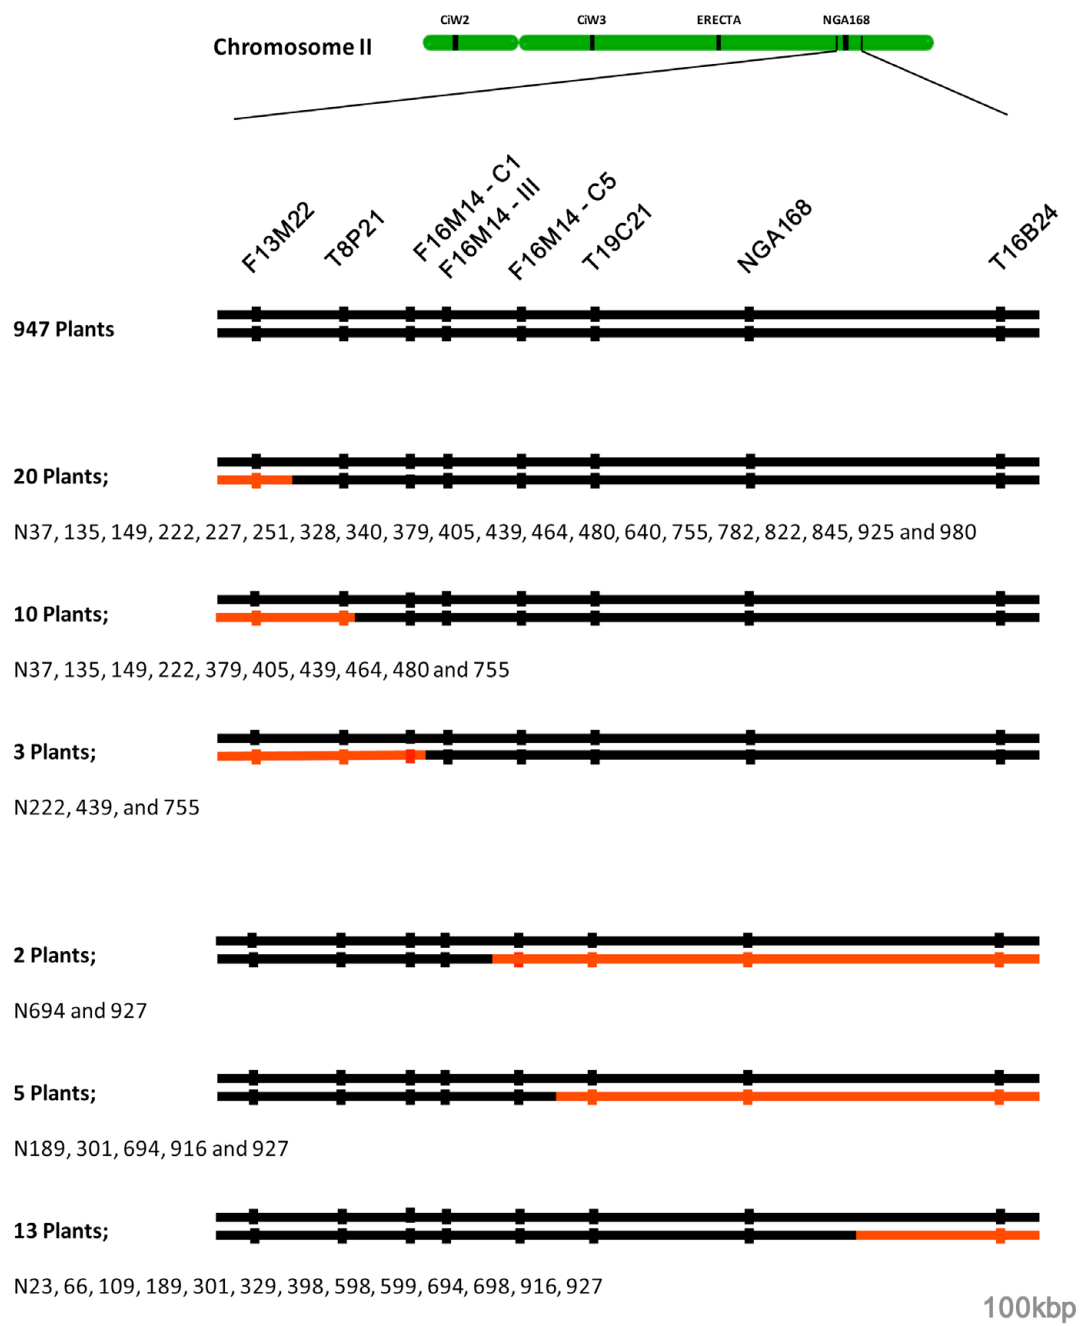 CiW2 CiW3 ERECTA NGA168
Chromosome II
F13M22 T8P21 F16M14 - C1 F16M14 - III F16M14 - C5 T19C21 NGA168 T16B24
947 Plants
20 Plants;
N37, 135, 149, 222, 227, 251, 328, 340, 379, 405, 439, 464, 480, 640, 755, 782, 822, 845, 925 and 980
10 Plants;
N37, 135, 149, 222, 379, 405, 439, 464, 480 and 755
3 Plants;
N222, 439, and 755
2 Plants;
N694 and 927
5 Plants;
N189, 301, 694, 916 and 927
13 Plants;
N23, 66, 109, 189, 301, 329, 398, 598, 599, 694, 698, 916, 927
100kbp